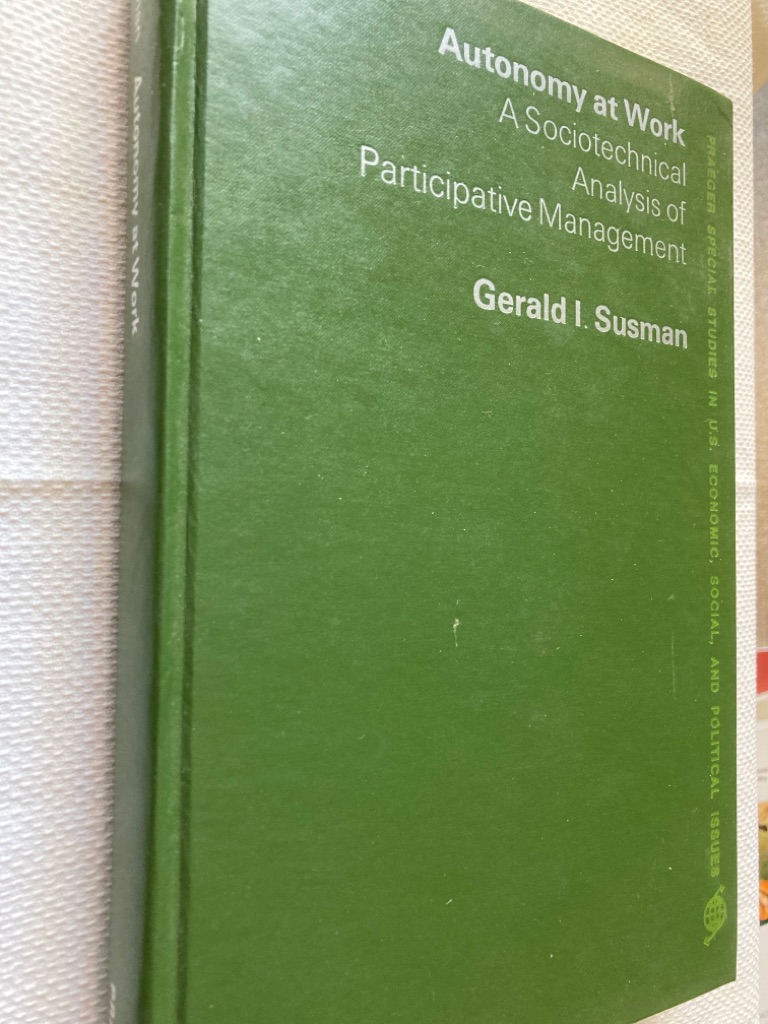 Autonomy at Work
A Sociotechnical
Analysis of
Participative Management
Gerald I. Susman
PRAEGER SPECIAL STUDIES IN U.S. ECONOMIC, SOCIAL, AND POLITICAL ISSUES
Autonomy at Work